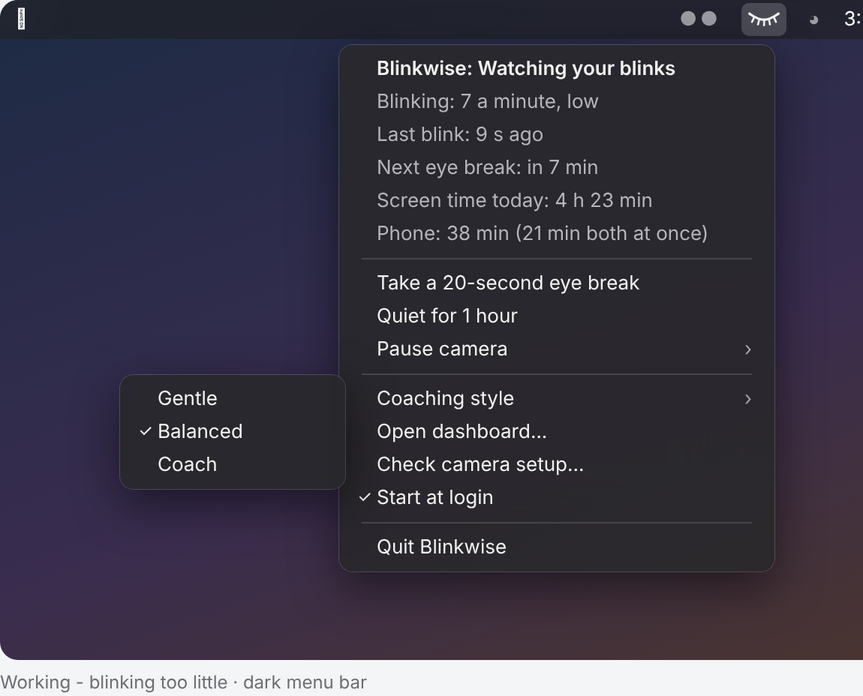 3:
Blinkwise: Watching your blinks
Blinking: 7 a minute, low
Last blink: 9 s ago
Next eye break: in 7 min
Screen time today: 4 h 23 min
Phone: 38 min (21 min both at once)
Take a 20-second eye break
Quiet for 1 hour
Pause camera
Coaching style
Gentle
Balanced
Coach
Open dashboard...
Check camera setup...
Start at login
Quit Blinkwise
Working - blinking too little · dark menu bar